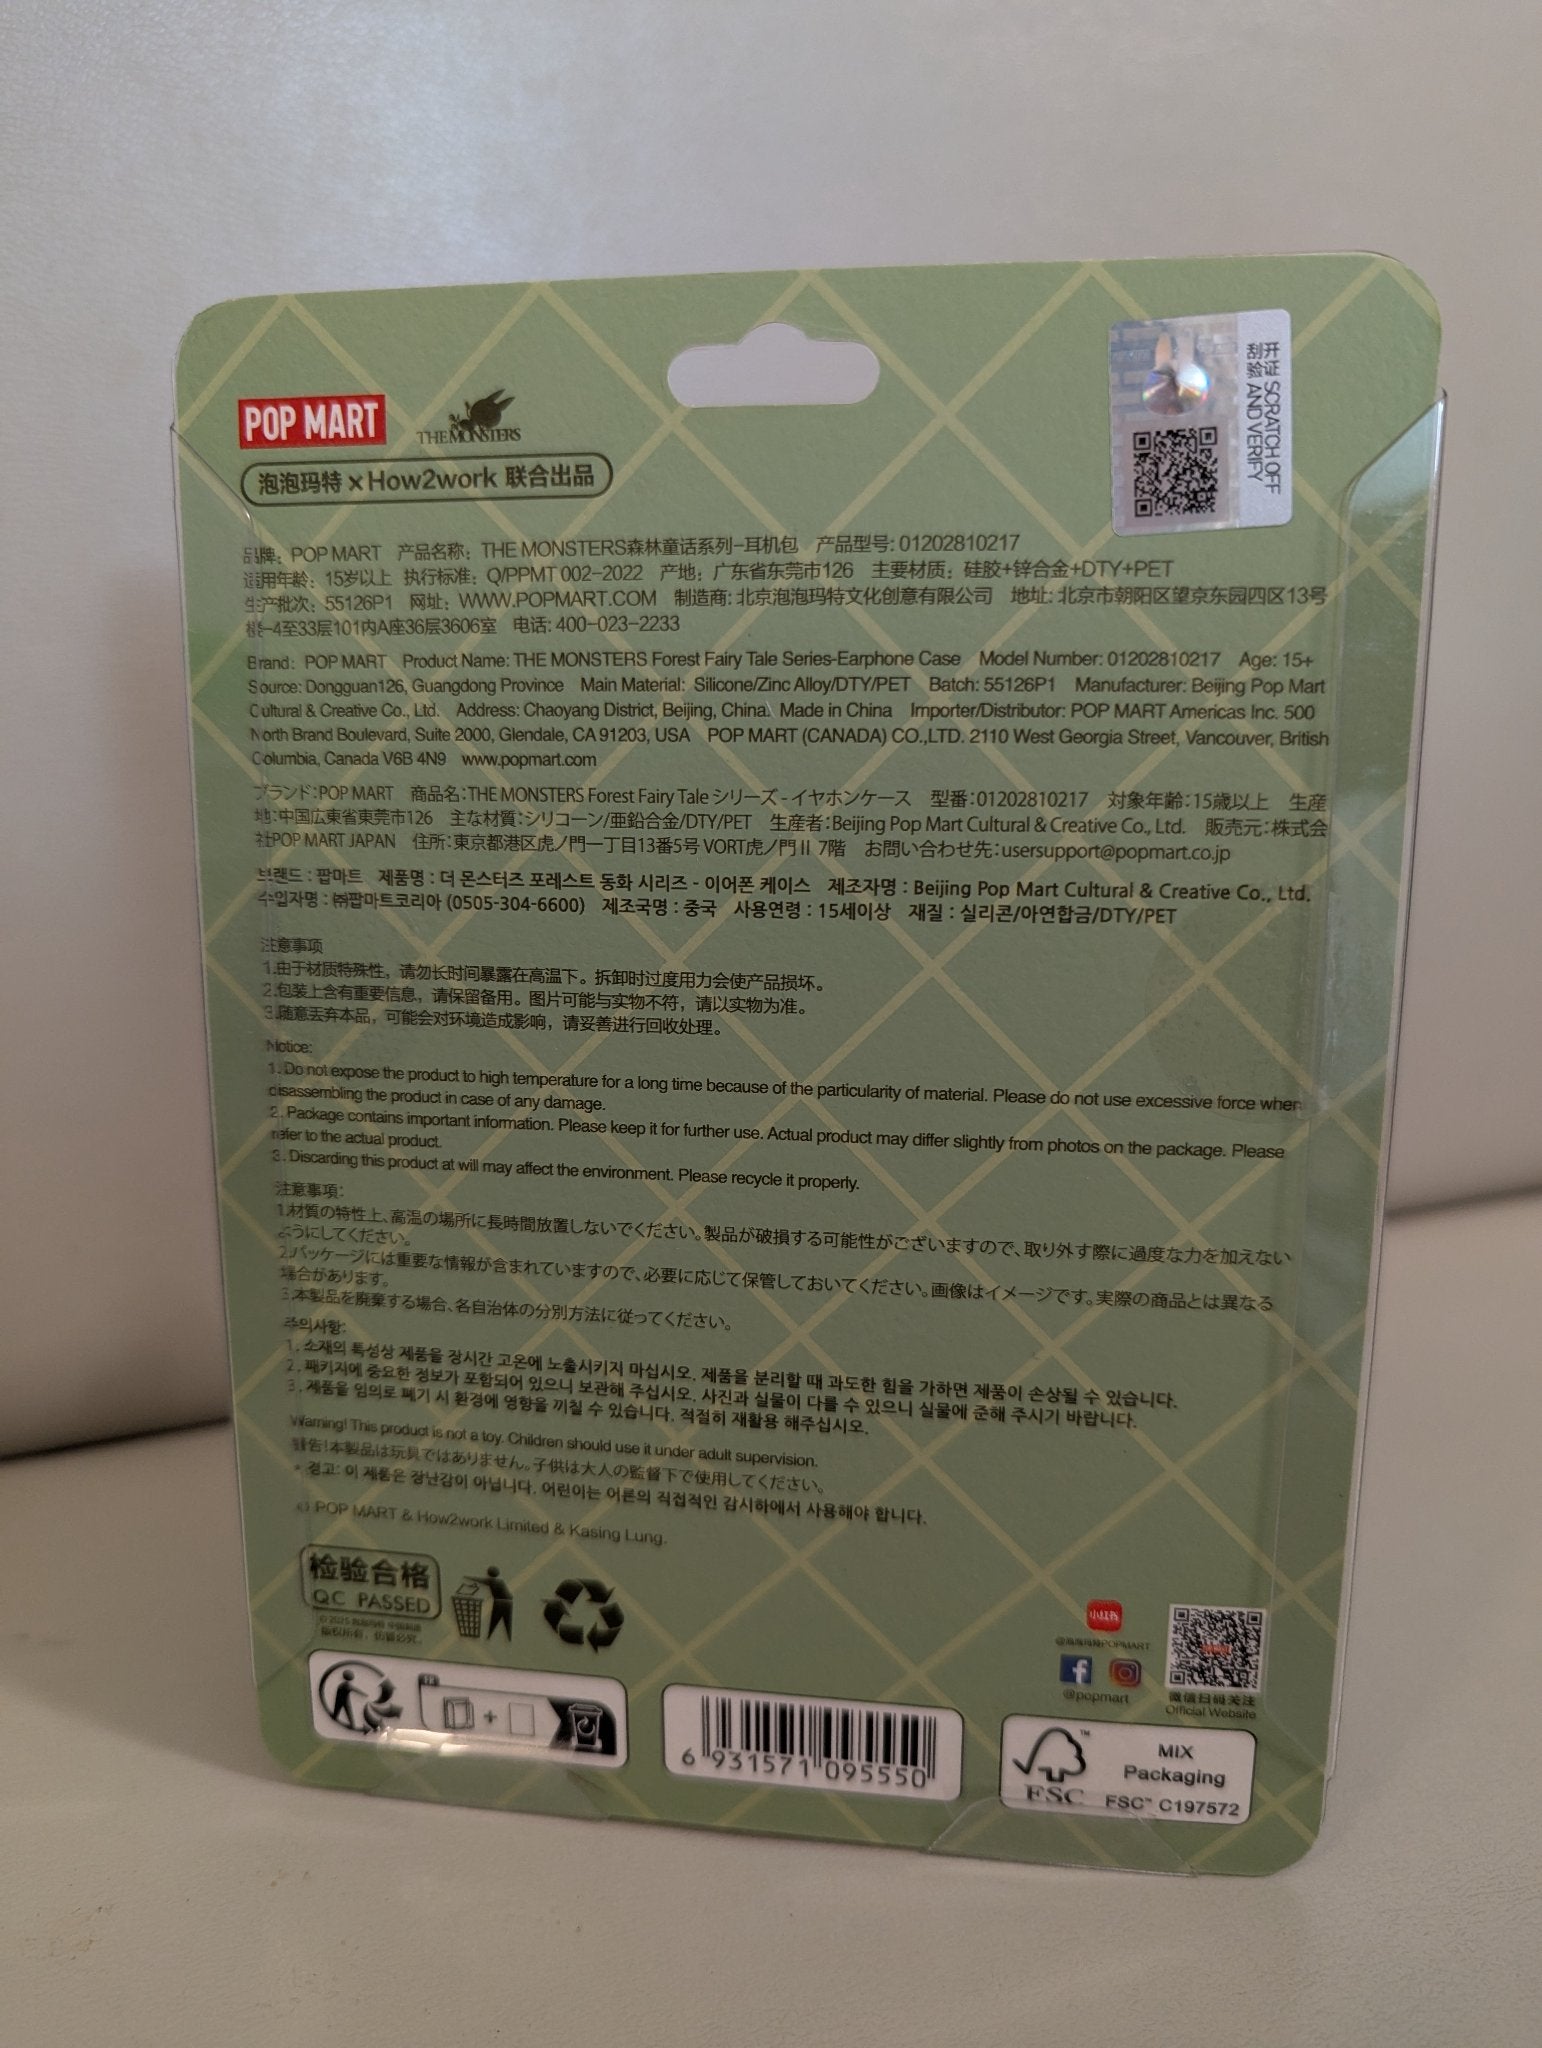 POP MART
THE MONSTERS
泡泡玛特 × How2work 联合出品
开 证 SCRATCH OFF
刮 验 AND VERIFY
品牌：POP MART 产品名称：THE MONSTERS森林童话系列-耳机包 产品型号：01202810217
适用年龄：15岁以上 执行标准：Q/PPMT 002-2022 产地：广东省东莞市126 主要材质：硅胶+锌合金+DTY+PET
生产批次：55126P1 网址：WWW.POPMART.COM 制造商：北京泡泡玛特文化创意有限公司 地址：北京市朝阳区望京东园四区13号
楼-4至33层101内A座36层3606室 电话：400-023-2233
Brand: POP MART Product Name: THE MONSTERS Forest Fairy Tale Series-Earphone Case Model Number: 01202810217 Age: 15+
Source: Dongguan126, Guangdong Province Main Material: Silicone/Zinc Alloy/DTY/PET Batch: 55126P1 Manufacturer: Beijing Pop Mart
Cultural & Creative Co., Ltd. Address: Chaoyang District, Beijing, China. Made in China Importer/Distributor: POP MART Americas Inc. 500
North Brand Boulevard, Suite 2000, Glendale, CA 91203, USA POP MART (CANADA) CO.,LTD. 2110 West Georgia Street, Vancouver, British
Columbia, Canada V6B 4N9 www.popmart.com
ブランド：POP MART 商品名：THE MONSTERS Forest Fairy Tale シリーズ - イヤホンケース 型番：01202810217 対象年齢：15歳以上 生産
地：中国広東省東莞市126 主な材質：シリコーン/亜鉛合金/DTY/PET 生産者：Beijing Pop Mart Cultural & Creative Co., Ltd. 販売元：株式会
社POP MART JAPAN 住所：東京都港区虎ノ門一丁目13番5号 VORT虎ノ門Ⅱ 7階 お問い合わせ先：usersupport@popmart.co.jp
브랜드 : 팝마트 제품명 : 더 몬스터즈 포레스트 동화 시리즈 - 이어폰 케이스 제조자명 : Beijing Pop Mart Cultural & Creative Co., Ltd.
수입자명 : ㈜팝마트코리아 (0505-304-6600) 제조국명 : 중국 사용연령 : 15세이상 재질 : 실리콘/아연합금/DTY/PET
注意事项
1.由于材质特殊性，请勿长时间暴露在高温下。拆卸时过度用力会使产品损坏。
2.包装上含有重要信息，请保留备用。图片可能与实物不符，请以实物为准。
3.随意丢弃本品，可能会对环境造成影响，请妥善进行回收处理。
Notice:
1. Do not expose the product to high temperature for a long time because of the particularity of material. Please do not use excessive force when
disassembling the product in case of any damage.
2. Package contains important information. Please keep it for further use. Actual product may differ slightly from photos on the package. Please
refer to the actual product.
3. Discarding this product at will may affect the environment. Please recycle it properly.
注意事項：
1.材質の特性上、高温の場所に長時間放置しないでください。製品が破損する可能性がございますので、取り外す際に過度な力を加えない
ようにしてください。
2.パッケージには重要な情報が含まれていますので、必要に応じて保管しておいてください。画像はイメージです。実際の商品とは異なる
場合があります。
3.本製品を廃棄する場合、各自治体の分別方法に従ってください。
주의사항:
1. 소재의 특성상 제품을 장시간 고온에 노출시키지 마십시오. 제품을 분리할 때 과도한 힘을 가하면 제품이 손상될 수 있습니다.
2. 패키지에 중요한 정보가 포함되어 있으니 보관해 주십시오. 사진과 실물이 다를 수 있으니 실물에 준해 주시기 바랍니다.
3. 제품을 임의로 폐기 시 환경에 영향을 끼칠 수 있습니다. 적절히 재활용 해주십시오.
Warning! This product is not a toy. Children should use it under adult supervision.
警告！本製品は玩具ではありません。子供は大人の監督下で使用してください。
* 경고: 이 제품은 장난감이 아닙니다. 어린이는 어른의 직접적인 감시하에서 사용해야 합니다.
© POP MART & How2work Limited & Kasing Lung.
检验合格
QC PASSED
© 2025 泡泡玛特 中国制造
版权所有，仿冒必究。
小红书
@泡泡玛特POPMART
@popmart
微信扫码关注
Official Website
FR
+
6 931571 095550
FSC™
MIX
Packaging
FSC™ C197572